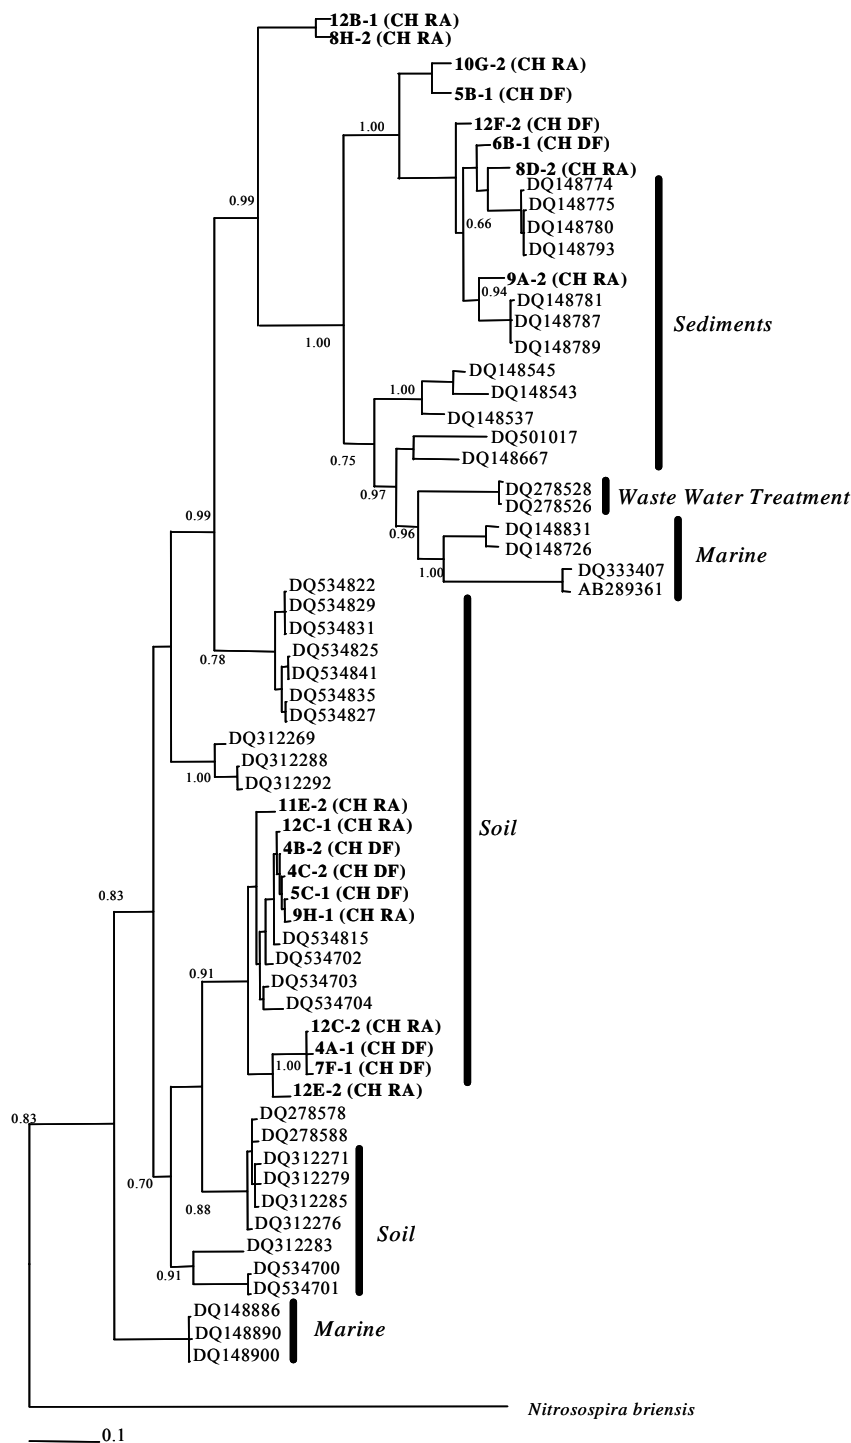 12B-1 (CH RA)
8H-2 (CH RA)
10G-2 (CH RA)
5B-1 (CH DF)
12F-2 (CH DF)
1.00
6B-1 (CH DF)
8D-2 (CH RA)
DQ148774
0.99
DQ148775
0.66
DQ148780
DQ148793
9A-2 (CH RA)
0.94
DQ148781
DQ148787
Sediments
1.00
DQ148789
DQ148545
1.00
DQ148543
DQ148537
DQ501017
0.75
DQ148667
0.97
DQ278528
Waste Water Treatment
DQ278526
0.99
DQ148831
0.96
DQ148726
Marine
1.00
DQ333407
AB289361
DQ534822
DQ534829
DQ534831
DQ534825
0.78
DQ534841
DQ534835
DQ534827
DQ312269
DQ312288
1.00
DQ312292
11E-2 (CH RA)
12C-1 (CH RA)
Soil
4B-2 (CH DF)
4C-2 (CH DF)
5C-1 (CH DF)
0.83
9H-1 (CH RA)
DQ534815
DQ534702
0.91
DQ534703
DQ534704
12C-2 (CH RA)
4A-1 (CH DF)
1.00
7F-1 (CH DF)
12E-2 (CH RA)
0.83
DQ278578
DQ278588
DQ312271
DQ312279
0.70
DQ312285
0.88
DQ312276
Soil
DQ312283
0.91
DQ534700
DQ534701
DQ148886
DQ148890
Marine
DQ148900
Nitrosospira briensis
0.1